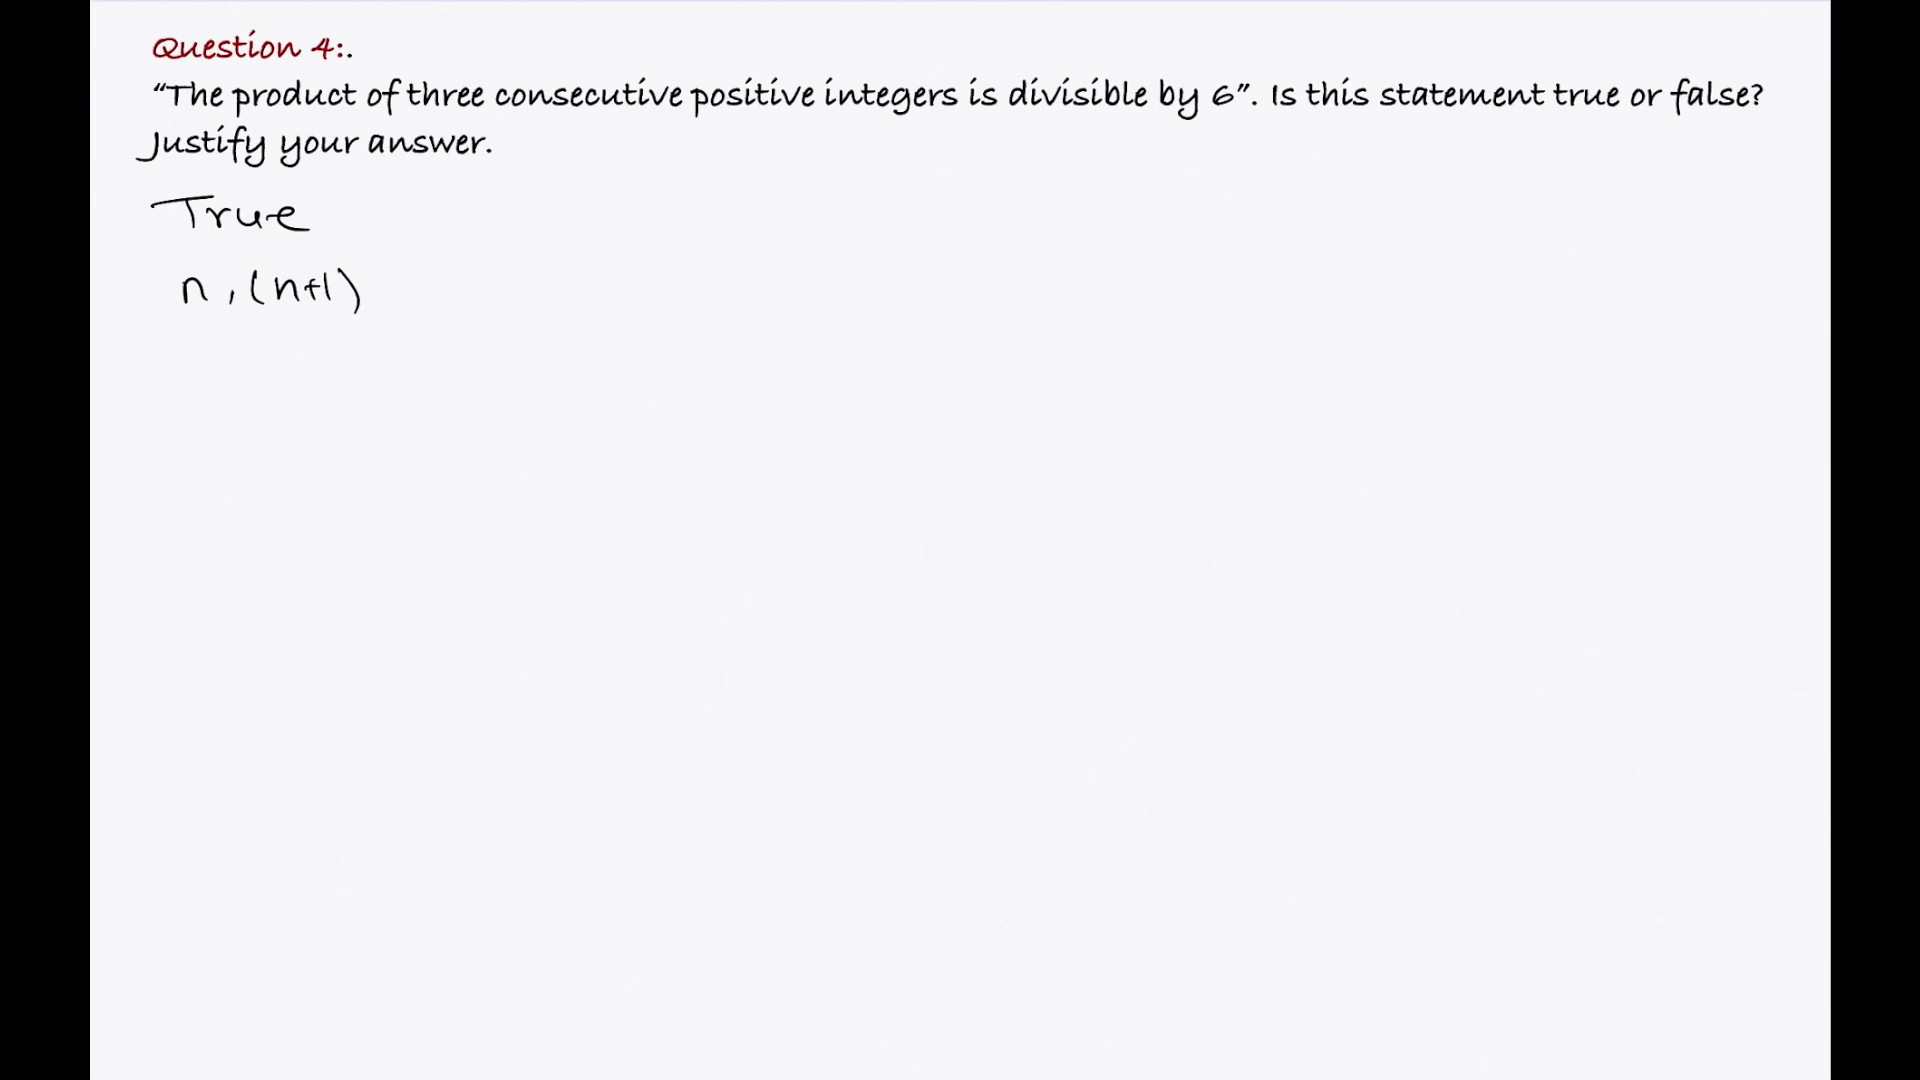 Question 4:.
“The product of three consecutive positive integers is divisible by 6”. Is this statement true or false?
Justify your answer.
True
n, (n+1)